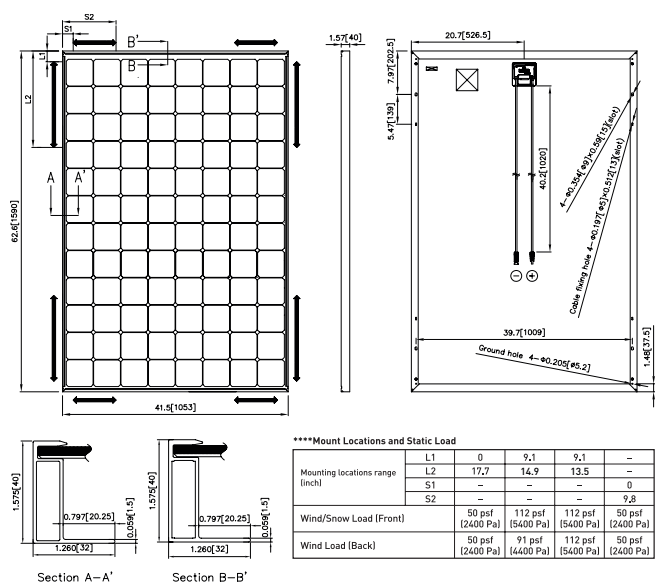 S2
S1
B'
B
L1
L2
A
A'
62.6[1590]
41.5[1053]
1.57[40]
20.7[526.5]
7.97[202.5]
5.47[139]
40.2[1020]
4-Φ0.354[Φ9]×0.59[15](slot)
Cable fixing hole 4-Φ0.197[Φ5]×0.512[13](slot)
39.7[1009]
Ground hole 4-Φ0.205[ø5.2]
1.48[37.5]
- +
1.575[40]
0.797[20.25]
0.059[1.5]
1.260[32]
Section A-A'
1.575[40]
0.797[20.25]
0.059[1.5]
1.260[32]
Section B-B'
****Mount Locations and Static Load
Mounting locations range (inch)
L1 0 9.1 9.1 –
L2 17.7 14.9 13.5 –
S1 – – – 0
S2 – – – 9.8
Wind/Snow Load (Front) 50 psf (2400 Pa) 112 psf (5400 Pa) 112 psf (5400 Pa) 50 psf (2400 Pa)
Wind Load (Back) 50 psf (2400 Pa) 91 psf (4400 Pa) 112 psf (5400 Pa) 50 psf (2400 Pa)